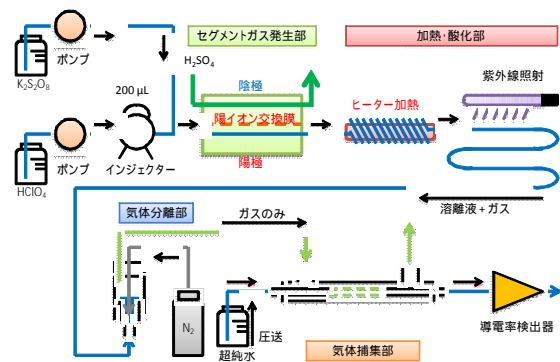 セグメントガス発生部
加熱・酸化部
ポンプ
K₂S₂O₈
H₂SO₄
紫外線照射
200 µL
陰極
ヒーター加熱
陽イオン交換膜
ポンプ
インジェクター
陽極
HClO₄
溶離液+ガス
気体分離部
ガスのみ
N₂
圧送
超純水
導電率検出器
気体捕集部